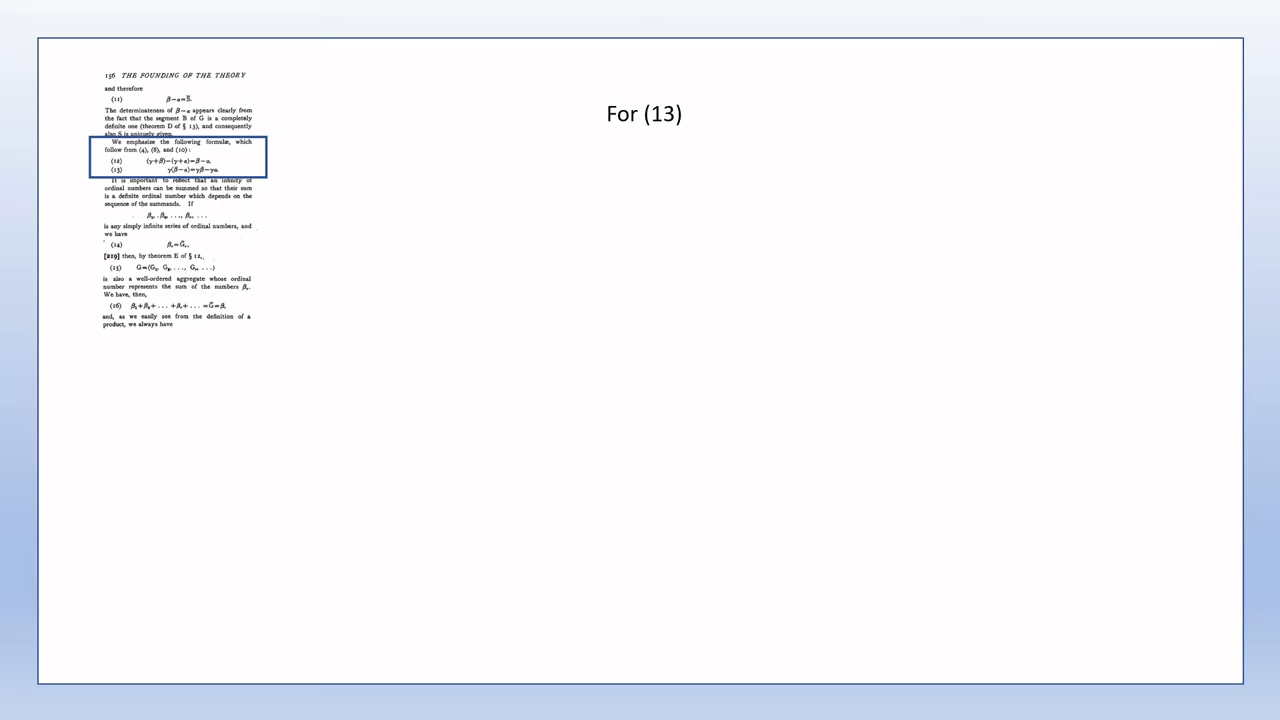 156 THE FOUNDING OF THE THEORY
and therefore
(11) β−α=S̄.
The determinateness of β−α appears clearly from
the fact that the segment B of G is a completely
definite one (theorem D of § 13), and consequently
also S is uniquely given.
We emphasize the following formulæ, which
follow from (4), (8), and (10) :
(12) (γ+β)−(γ+α)=β−α,
(13) γ(β−α)=γβ−γα.
It is important to reflect that an infinity of
ordinal numbers can be summed so that their sum
is a definite ordinal number which depends on the
sequence of the summands. If
β₁, β₂, . . ., βᵥ, . . .
is any simply infinite series of ordinal numbers, and
we have
(14) βᵥ=Ḡᵥ,
[219] then, by theorem E of § 12,
(15) G=(G₁, G₂, . . ., Gᵥ, . . .)
is also a well-ordered aggregate whose ordinal
number represents the sum of the numbers βᵥ.
We have, then,
(16) β₁+β₂+ . . . +βᵥ+ . . . =Ḡ=β,
and, as we easily see from the definition of a
product, we always have
For (13)